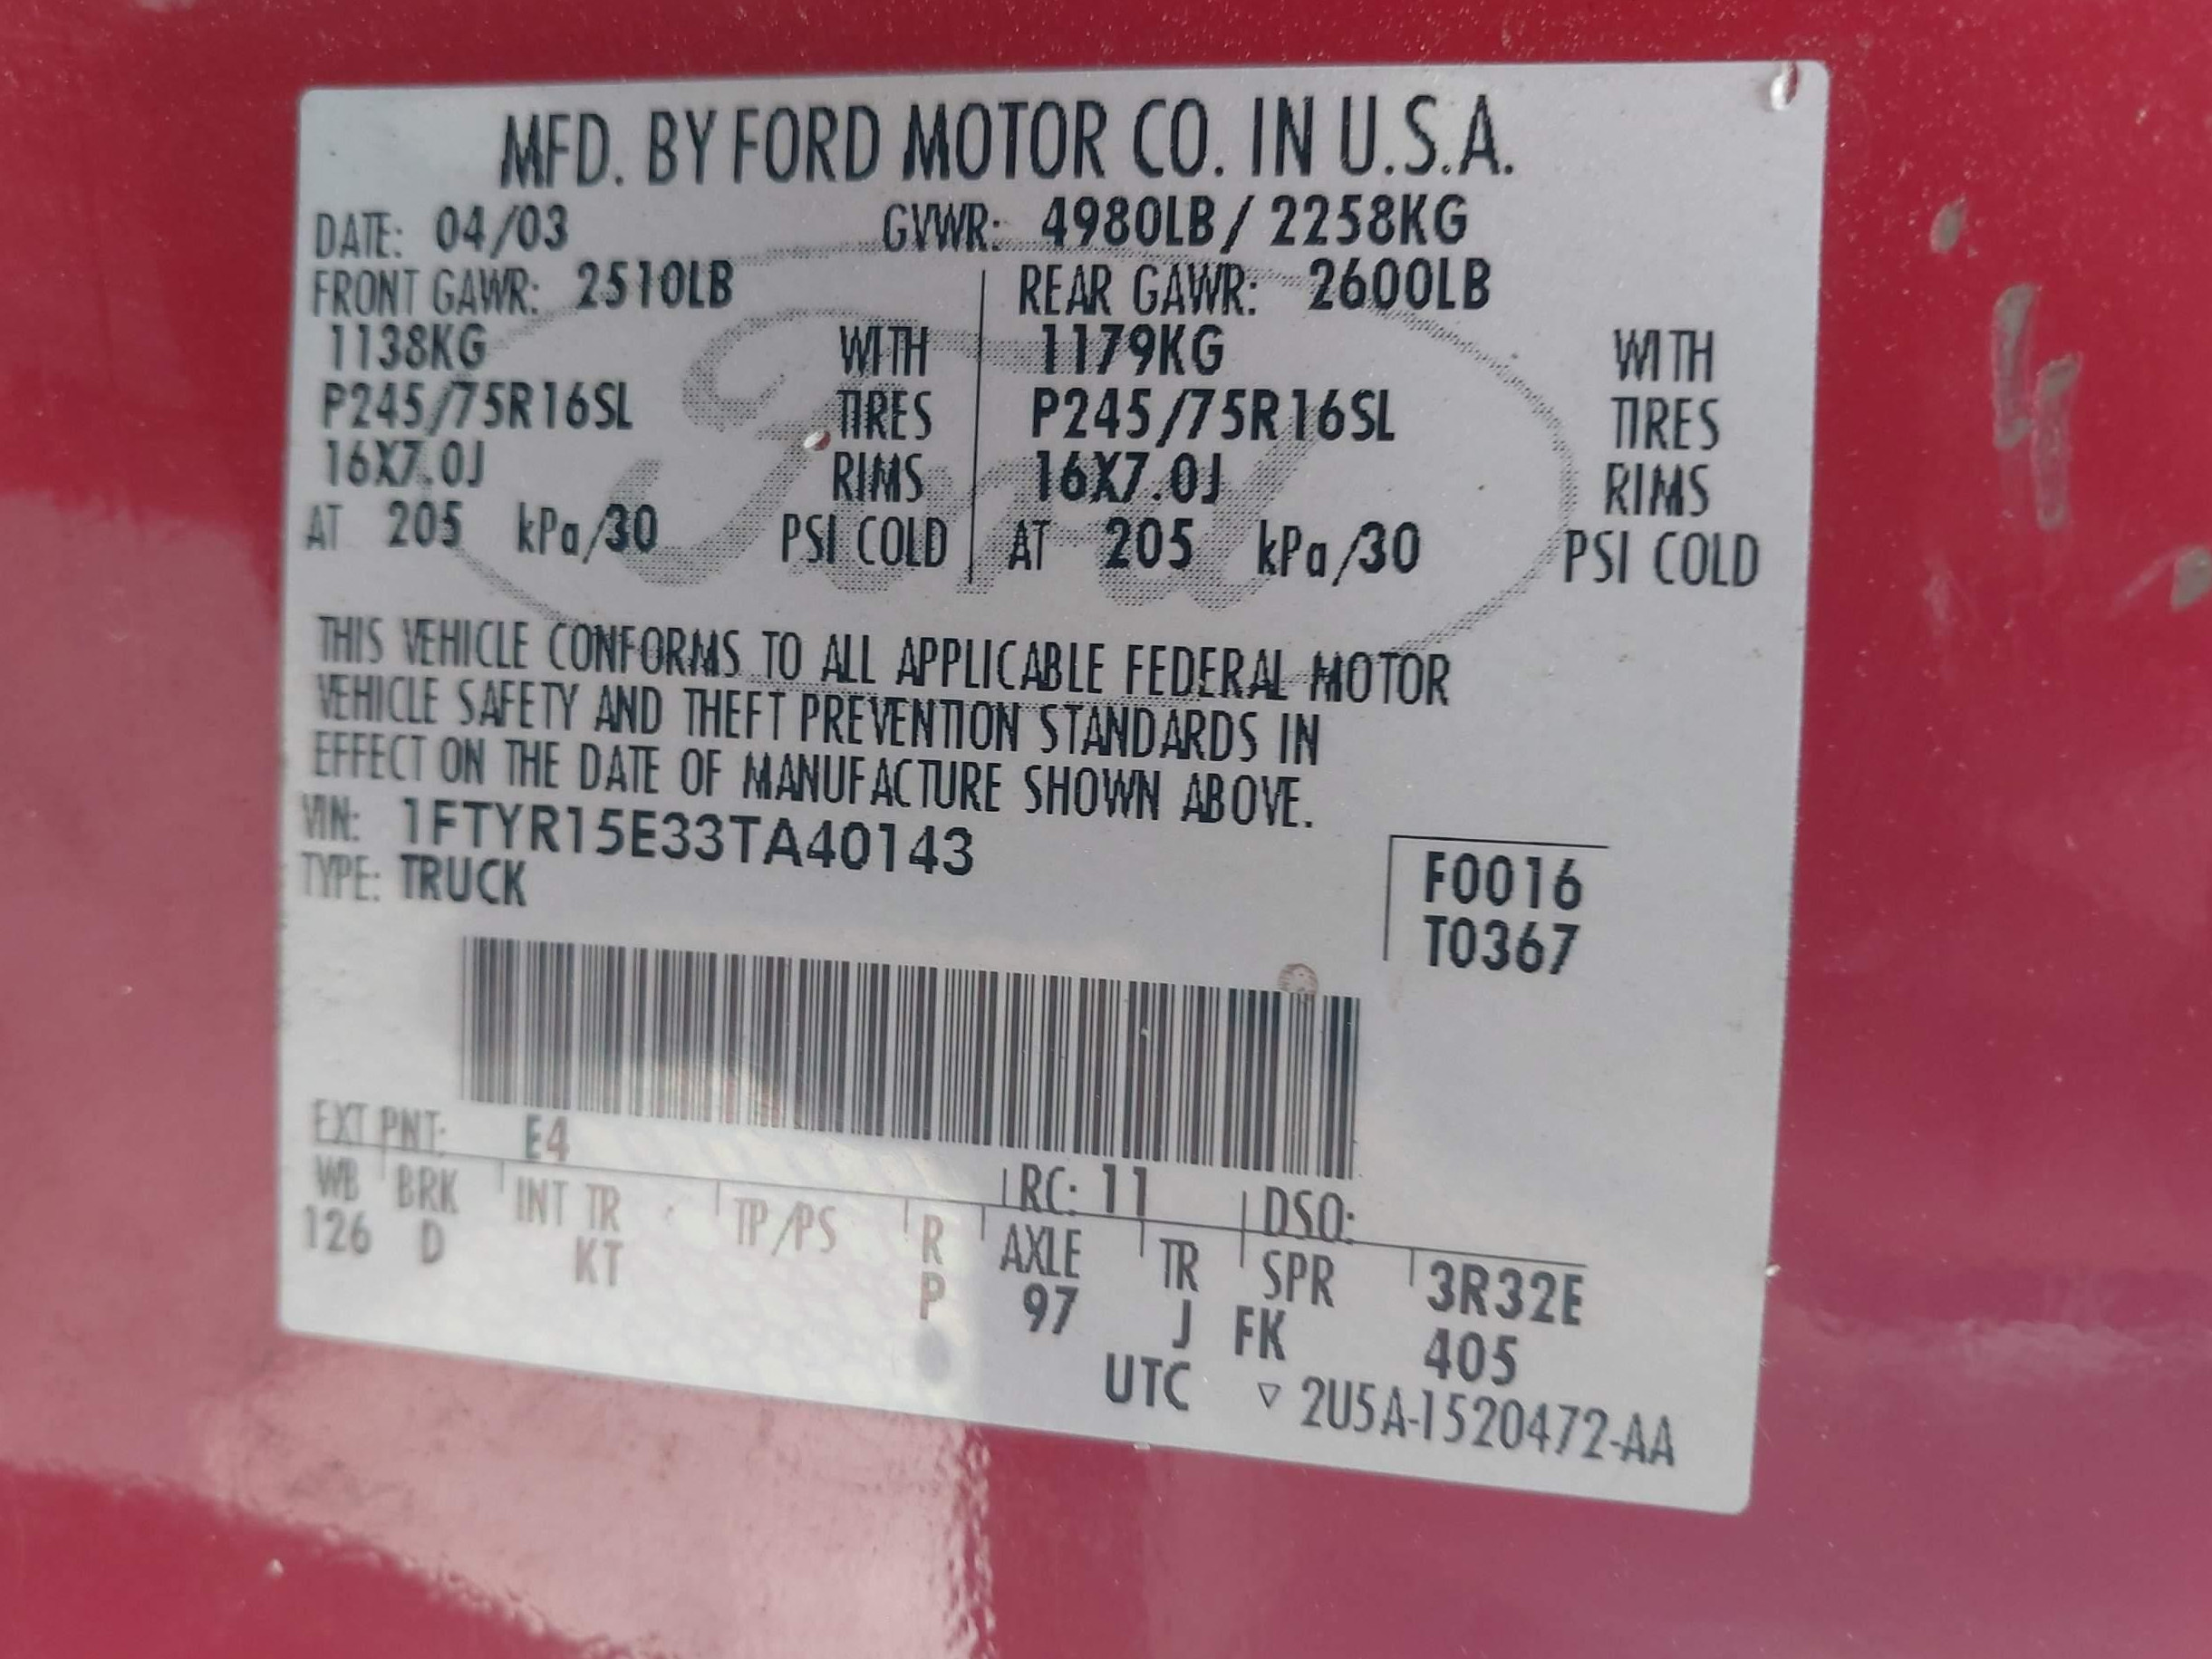 MFD. BY FORD MOTOR CO. IN U.S.A.
DATE: 04/03 GVWR: 4980LB/ 2258KG
FRONT GAWR: 2510LB REAR GAWR: 2600LB
1138KG WITH 1179KG WITH
P245/75R16SL TIRES P245/75R16SL TIRES
16X7.0J RIMS 16X7.0J RIMS
AT 205 kPa/30 PSI COLD AT 205 kPa/30 PSI COLD
THIS VEHICLE CONFORMS TO ALL APPLICABLE FEDERAL MOTOR
VEHICLE SAFETY AND THEFT PREVENTION STANDARDS IN
EFFECT ON THE DATE OF MANUFACTURE SHOWN ABOVE.
VIN: 1FTYR15E33TA40143
TYPE: TRUCK
F0016
T0367
EXT PNT: E4
RC: 11 DSO:
WB BRK INT TR TP/PS R AXLE TR SPR 3R32E
126 D KT P 97 J FK 405
UTC ▽ 2U5A-1520472-AA
Ford